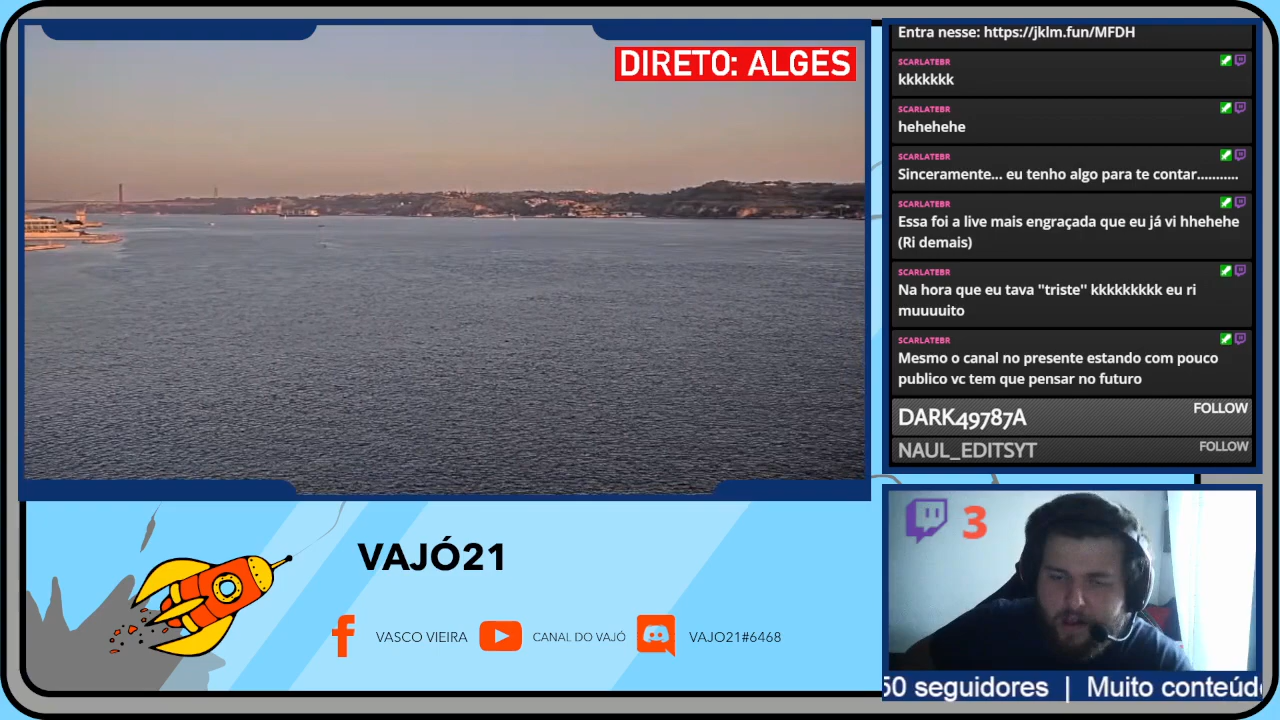 DIRETO: ALGÉS
Entra nesse: https://jklm.fun/MFDH
SCARLATEBR
kkkkkkk
SCARLATEBR
hehehehe
SCARLATEBR
Sinceramente... eu tenho algo para te contar...........
SCARLATEBR
Essa foi a live mais engraçada que eu já vi hhehehe
(Ri demais)
SCARLATEBR
Na hora que eu tava "triste" kkkkkkkkk eu ri
muuuuito
SCARLATEBR
Mesmo o canal no presente estando com pouco
publico vc tem que pensar no futuro
DARK49787A FOLLOW
NAUL_EDITSYT FOLLOW
3
VAJÓ21
VASCO VIEIRA CANAL DO VAJÓ VAJO21#6468
50 seguidores | Muito conteúd